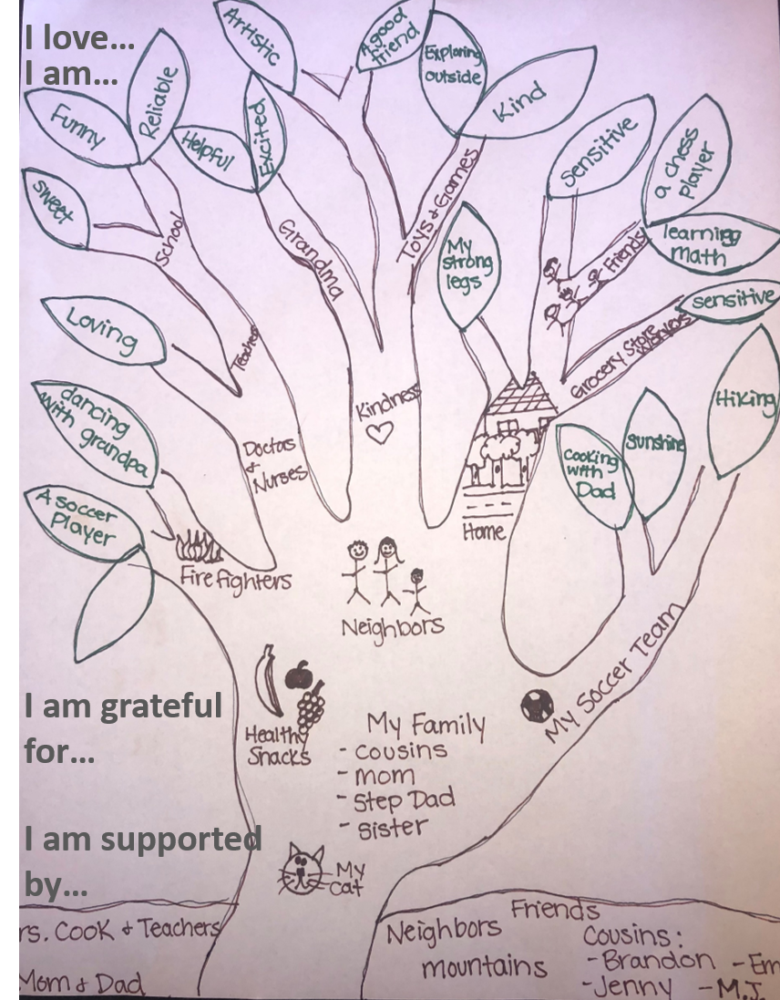 I love...
I am...
Funny
Reliable
Artistic
A good
friend
Exploring
outside
Kind
Sweet
Helpful
Excited
Sensitive
a chess
player
learning
math
sensitive
School
Grandma
Toys & Games
My
strong
legs
Friends
Grocery Store
Workers
Loving
Teacher
Kindness
Hiking
dancing
with grandpa
Doctors
&
Nurses
Cooking
with
Dad
Sunshine
A soccer
Player
Home
Fire fighters
Neighbors
My Soccer Team
I am grateful
for...
Healthy
Snacks
My Family
- cousins
- mom
- Step Dad
- sister
I am supported
by...
My
cat
rs. Cook & Teachers
Mom & Dad
Friends
Neighbors
mountains
Cousins:
- Brandon - Em
- Jenny - M.J.